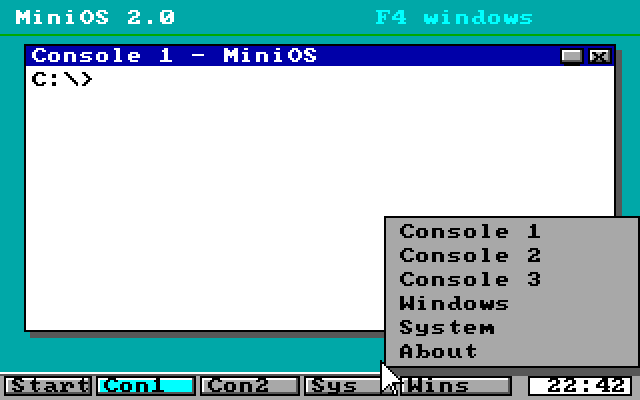 MiniOS 2.0 F4 windows
Console 1 - MiniOS
C:\>
Console 1
Console 2
Console 3
Windows
System
About
Start Con1 Con2 Sys Wins 22:42